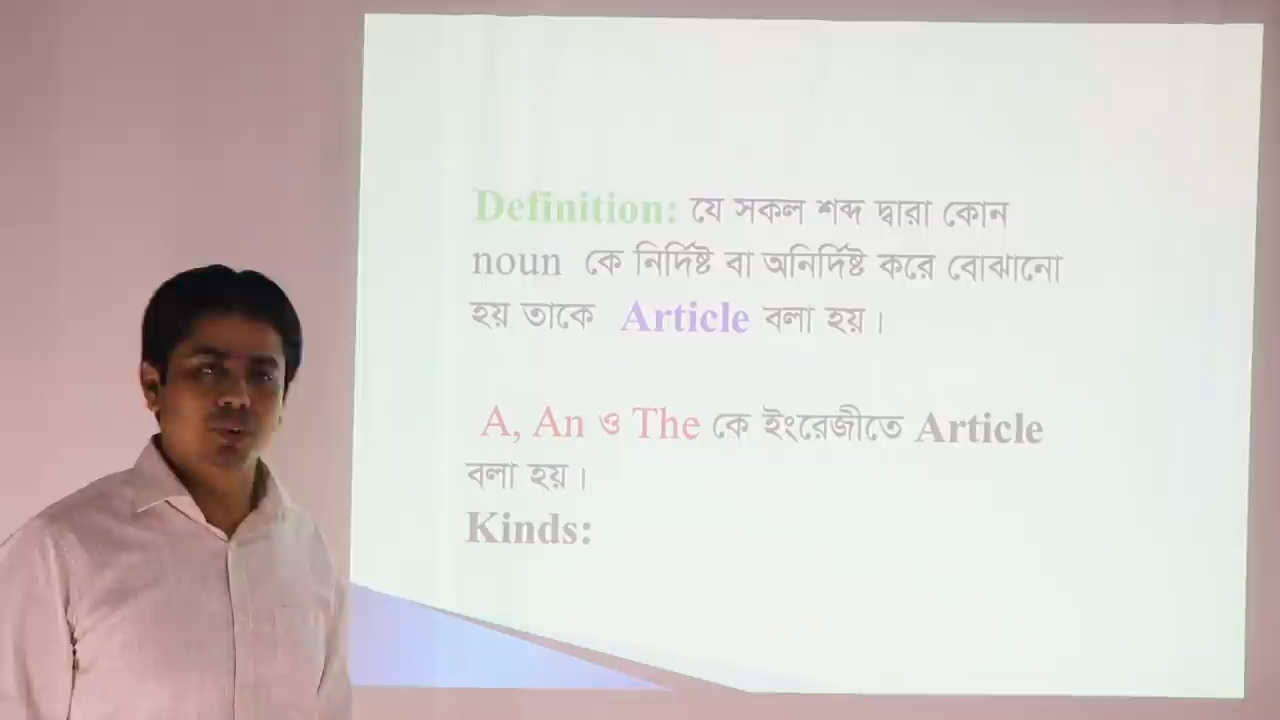 Definition: যে সকল শব্দ দ্বারা কোন
noun কে নির্দিষ্ট বা অনির্দিষ্ট করে বোঝানো
হয় তাকে Article বলা হয়।
A, An ও The কে ইংরেজীতে Article
বলা হয়।
Kinds: